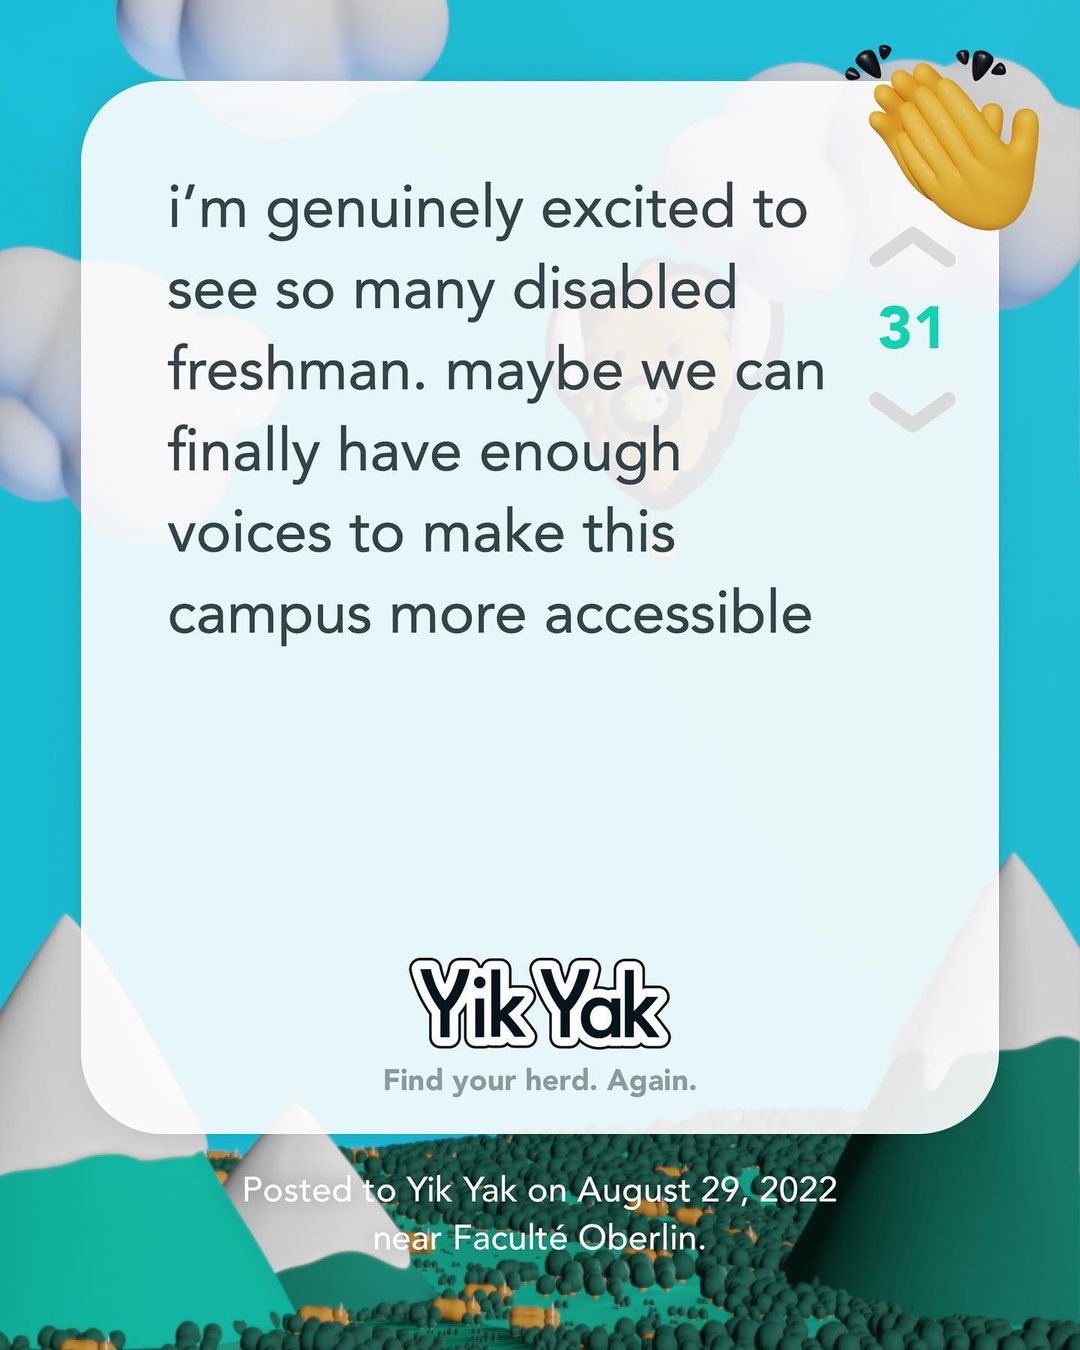 i’m genuinely excited to
see so many disabled
freshman. maybe we can
finally have enough
voices to make this
campus more accessible
31
Yik Yak
Find your herd. Again.
Posted to Yik Yak on August 29, 2022
near Faculté Oberlin.